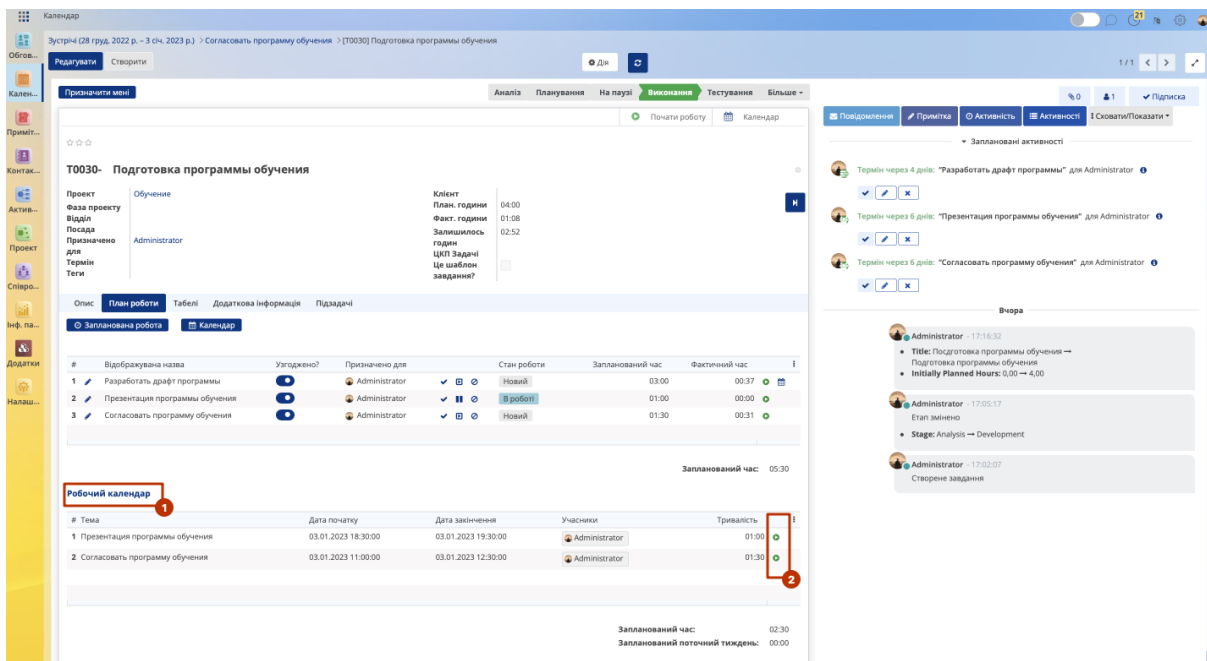 Календар
21
Зустрічі (28 груд. 2022 р. – 3 січ. 2023 р.) > Согласовать программу обучения > [T0030] Подготовка программы обучения
Редагувати Створити Дія 1 / 1
Обгов...
Кален...
Приміт...
Контак...
Актив...
Проект
Співро...
Інф. па...
Додатки
Налаш...
Призначити мені Аналіз Планування На паузі Виконання Тестування Більше
0 1 Підписка
Почати роботу Календар
Повідомлення Примітка Активність Активності Сховати/Показати
T0030- Подготовка программы обучения
Проект Обучение
Фаза проекту
Відділ
Посада
Призначено для Administrator
Термін
Теги
Клієнт
План. години 04:00
Факт. години 01:08
Залишилось годин 02:52
ЦКП Задачі
Це шаблон завдання?
Опис План роботи Табелі Додаткова інформація Підзадачі
Запланована робота Календар
# Відображувана назва Узгоджено? Призначено для Стан роботи Запланований час Фактичний час
1 Разработать драфт программы Administrator Новий 03:00 00:37
2 Презентация программы обучения Administrator В роботі 01:00 00:00
3 Согласовать программу обучения Administrator Новий 01:30 00:31
Запланований час: 05:30
Робочий календар
1
# Тема Дата початку Дата закінчення Учасники Тривалість
1 Презентация программы обучения 03.01.2023 18:30:00 03.01.2023 19:30:00 Administrator 01:00
2 Согласовать программу обучения 03.01.2023 11:00:00 03.01.2023 12:30:00 Administrator 01:30
2
Запланований час: 02:30
Запланований поточний тиждень: 00:00
Заплановані активності
Термін через 4 днів: "Разработать драфт программы" для Administrator
Термін через 6 днів: "Презентация программы обучения" для Administrator
Термін через 6 днів: "Согласовать программу обучения" для Administrator
Вчора
Administrator - 17:16:32
Title: Посдготовка программы обучения →
Подготовка программы обучения
Initially Planned Hours: 0,00 → 4,00
Administrator - 17:05:17
Етап змінено
Stage: Analysis → Development
Administrator - 17:02:07
Створене завдання